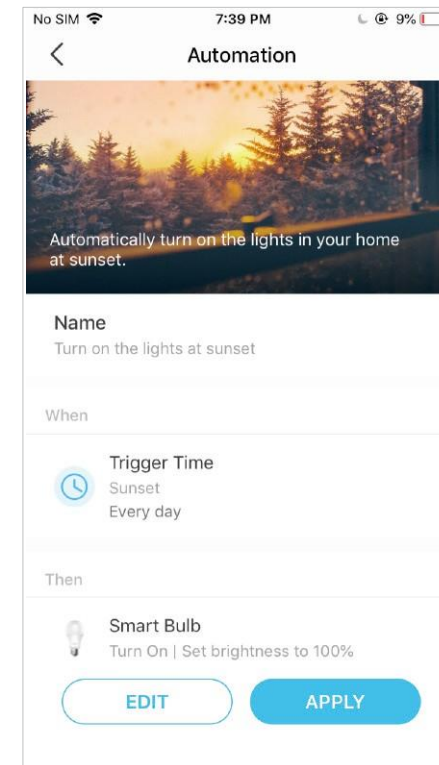 No SIM 7:39 PM 9%
Automation
Automatically turn on the lights in your home
at sunset.
Name
Turn on the lights at sunset
When
Trigger Time
Sunset
Every day
Then
Smart Bulb
Turn On | Set brightness to 100%
EDIT APPLY